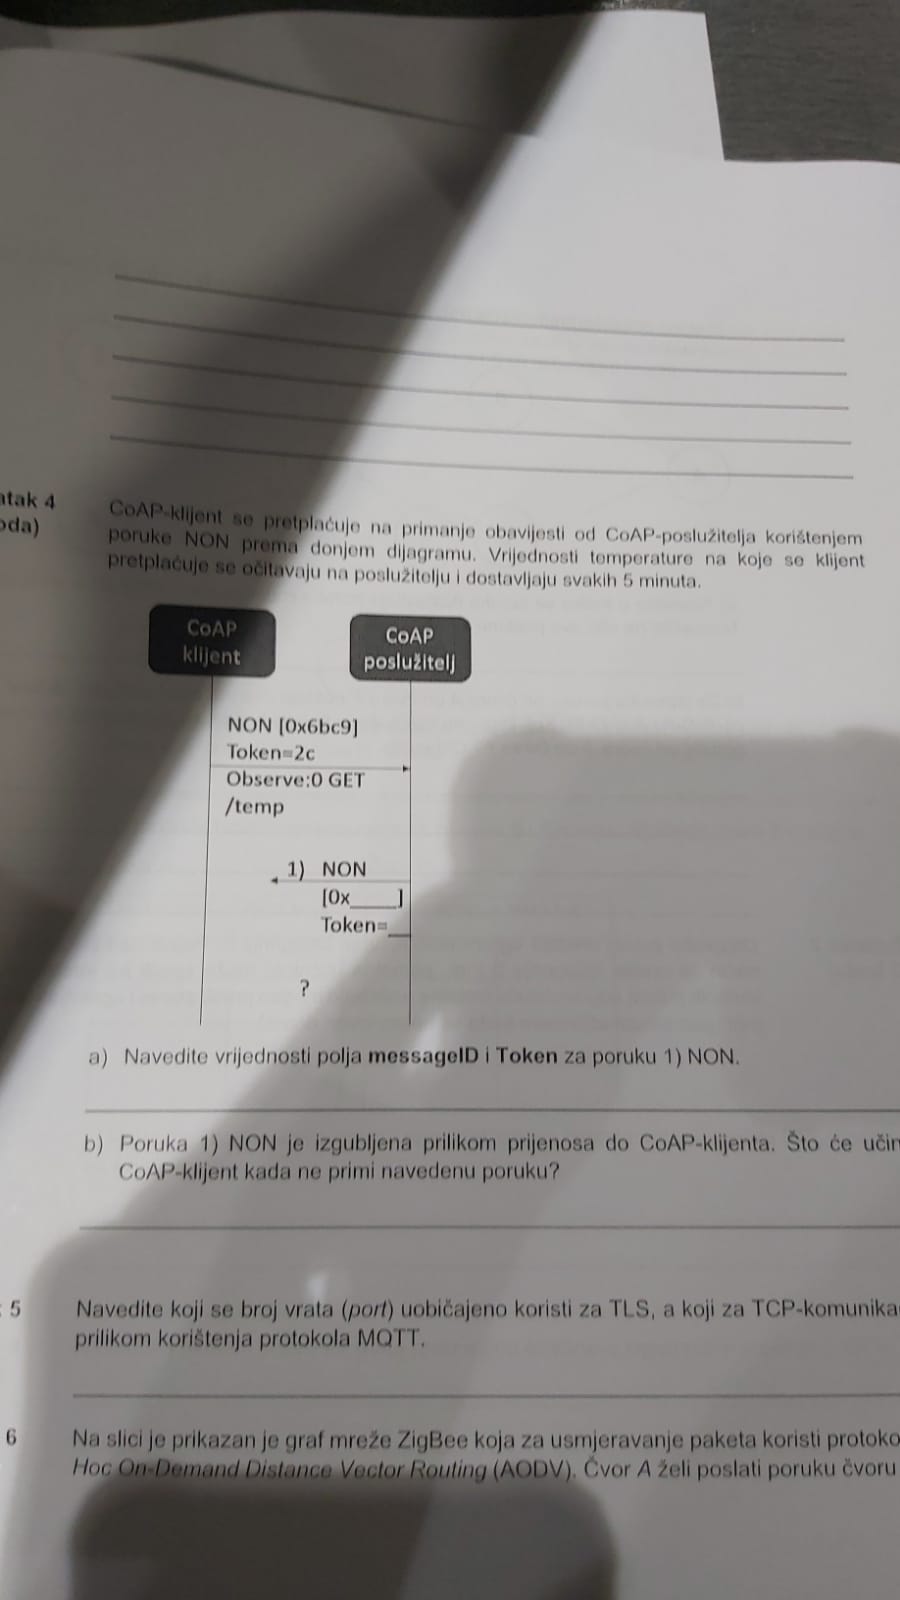 atak 4
oda)
CoAP-klijent se pretplaćuje na primanje obavijesti od CoAP-poslužitelja korištenjem
poruke NON prema donjem dijagramu. Vrijednosti temperature na koje se klijent
pretplaćuje se očitavaju na poslužitelju i dostavljaju svakih 5 minuta.
CoAP
klijent
CoAP
poslužitelj
NON [0x6bc9]
Token=2c
Observe:0 GET
/temp
1) NON
[0x____]
Token=__
?
a) Navedite vrijednosti polja messageID i Token za poruku 1) NON.
b) Poruka 1) NON je izgubljena prilikom prijenosa do CoAP-klijenta. Što će učin
CoAP-klijent kada ne primi navedenu poruku?
5
Navedite koji se broj vrata (port) uobičajeno koristi za TLS, a koji za TCP-komunika
prilikom korištenja protokola MQTT.
6
Na slici je prikazan je graf mreže ZigBee koja za usmjeravanje paketa koristi protoko
Hoc On-Demand Distance Vector Routing (AODV). Čvor A želi poslati poruku čvoru